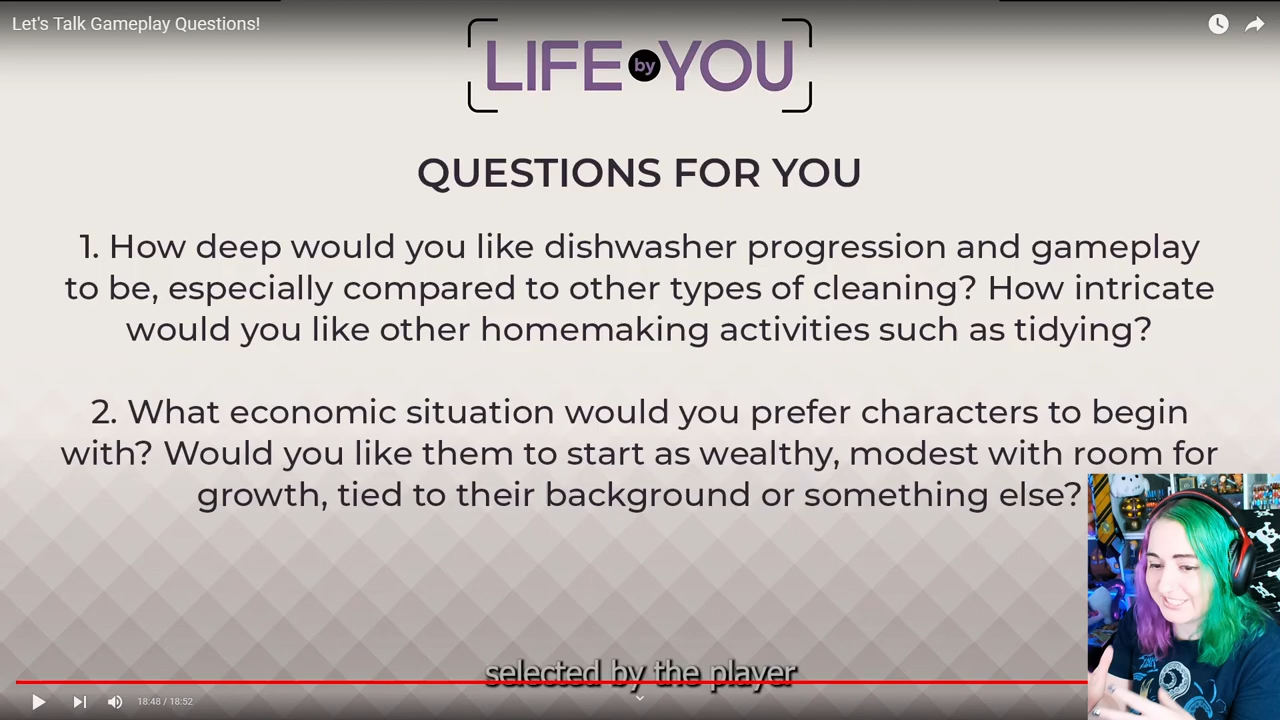 Let's Talk Gameplay Questions!
LIFE by YOU
QUESTIONS FOR YOU
1. How deep would you like dishwasher progression and gameplay
to be, especially compared to other types of cleaning? How intricate
would you like other homemaking activities such as tidying?
2. What economic situation would you prefer characters to begin
with? Would you like them to start as wealthy, modest with room for
growth, tied to their background or something else?
selected by the player
18:48 / 18:52